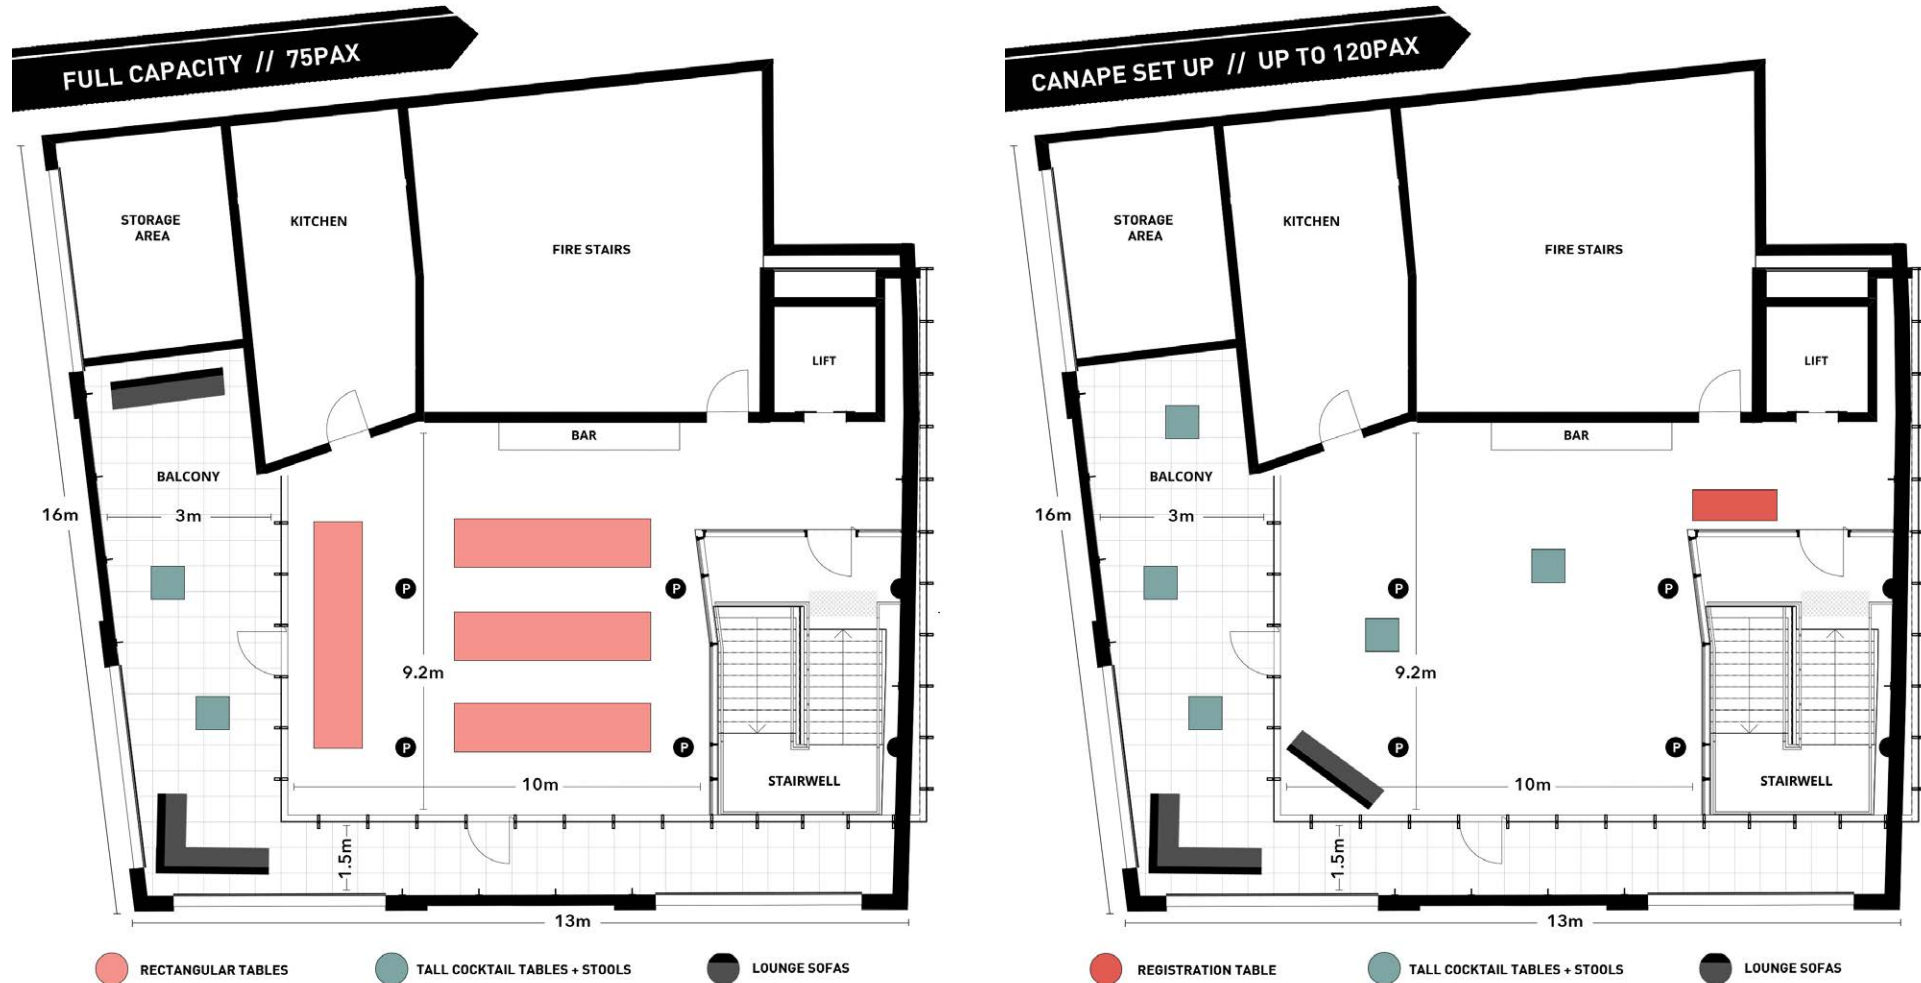 FULL CAPACITY // 75PAX
STORAGE
AREA
KITCHEN
FIRE STAIRS
LIFT
BAR
BALCONY
16m
3m
P
P
9.2m
P
P
10m
STAIRWELL
1.5m
13m
RECTANGULAR TABLES
TALL COCKTAIL TABLES + STOOLS
LOUNGE SOFAS
CANAPE SET UP // UP TO 120PAX
STORAGE
AREA
KITCHEN
FIRE STAIRS
LIFT
BAR
BALCONY
16m
3m
P
P
9.2m
P
P
10m
STAIRWELL
1.5m
13m
REGISTRATION TABLE
TALL COCKTAIL TABLES + STOOLS
LOUNGE SOFAS